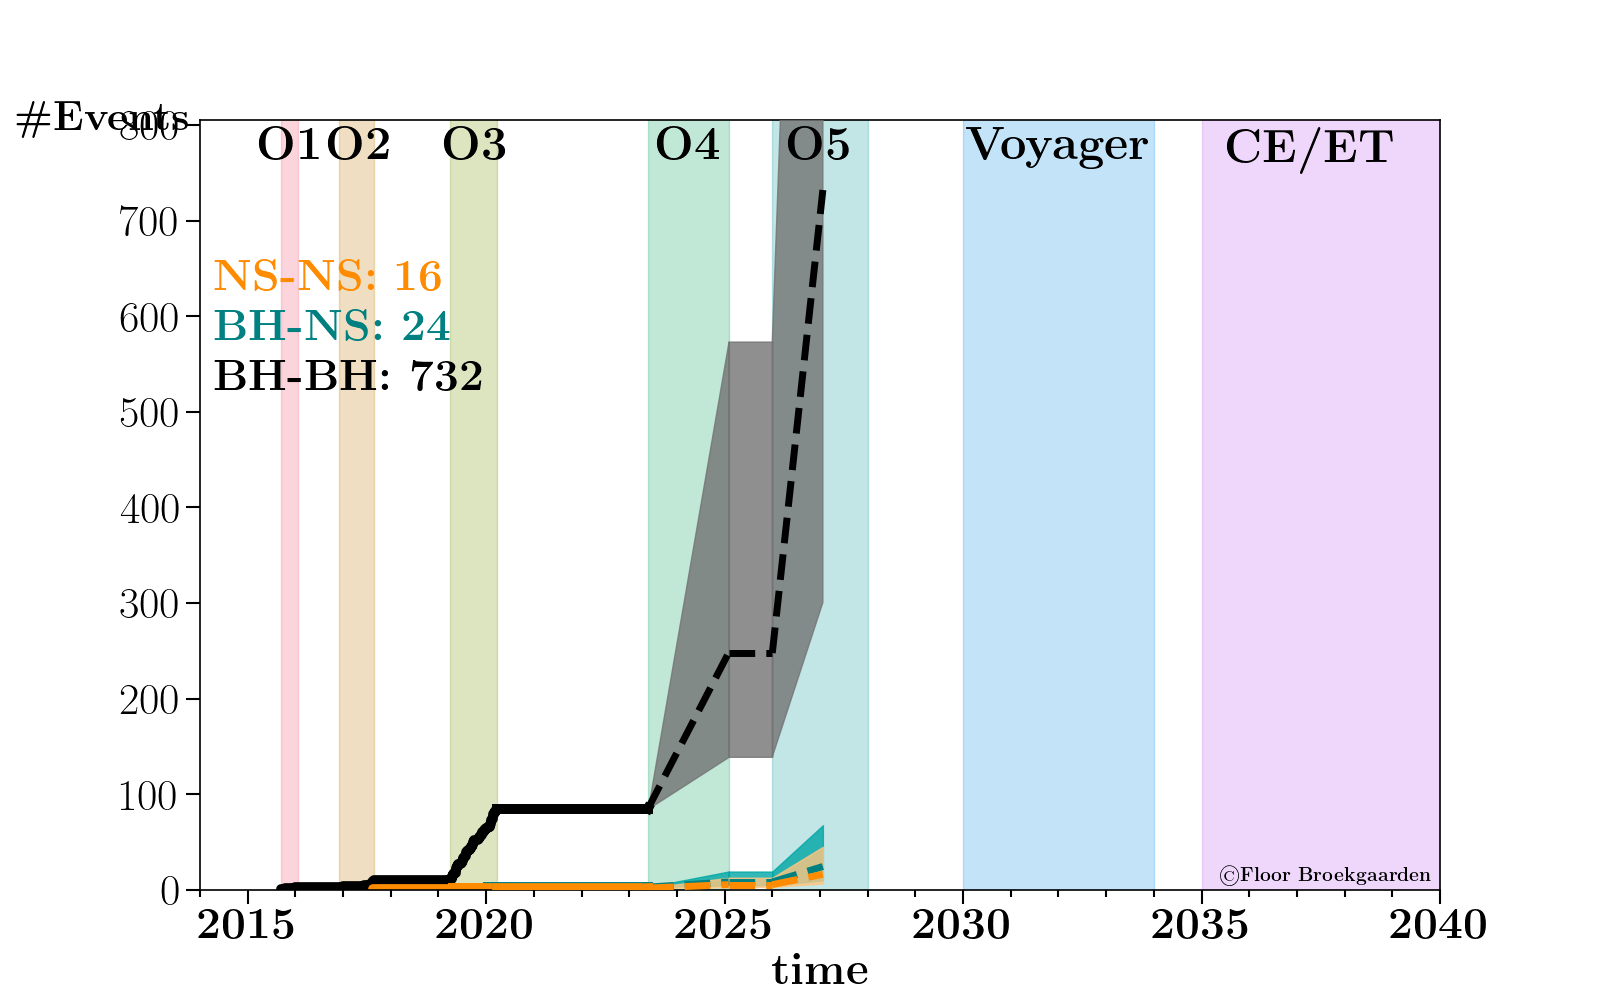 #Events
800
O1 O2 O3 O4 O5 Voyager CE/ET
700
NS-NS: 16
600
BH-NS: 24
BH-BH: 732
500
400
300
200
100
0
©Floor Broekgaarden
2015 2020 2025 2030 2035 2040
time